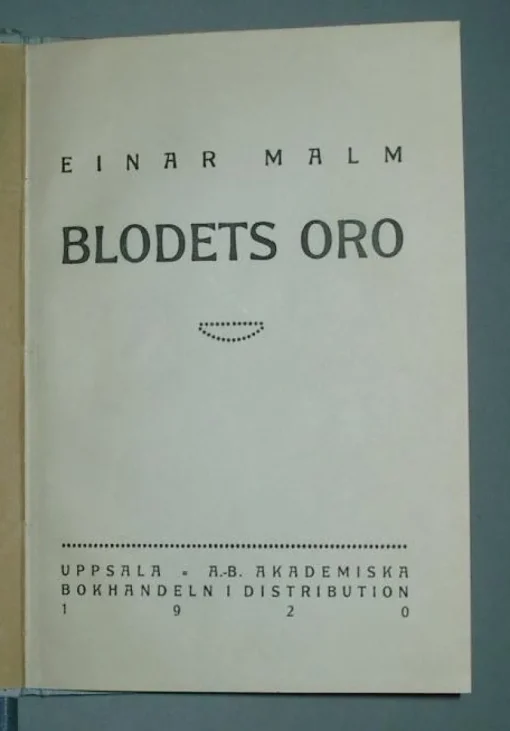 EINAR MALM
BLODETS ORO
UPPSALA = A.-B. AKADEMISKA
BOKHANDELN I DISTRIBUTION
1920